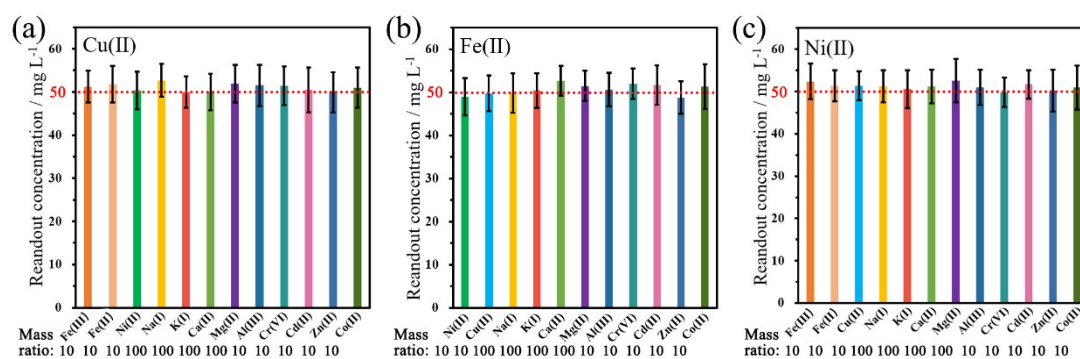 (a)
Cu(II)
Reandout concentration / mg L⁻¹
60
50
40
30
20
10
0
Fe(III) Fe(II) Ni(II) Na(I) K(I) Ca(II) Mg(II) Al(III) Cr(VI) Cd(II) Zn(II) Co(II)
Mass
ratio: 10 10 10 100 100 100 100 10 10 10 10 10
(b)
Fe(II)
Reandout concentration / mg L⁻¹
60
50
40
30
20
10
0
Ni(II) Cu(II) Na(I) K(I) Ca(II) Mg(II) Al(III) Cr(VI) Cd(II) Zn(II) Co(II)
Mass
ratio: 10 10 100 100 100 100 10 10 10 10 10
(c)
Ni(II)
Reandout concentration / mg L⁻¹
60
50
40
30
20
10
0
Fe(III) Fe(II) Cu(II) Na(I) K(I) Ca(II) Mg(II) Al(III) Cr(VI) Cd(II) Zn(II) Co(II)
Mass
ratio: 10 10 10 100 100 100 100 10 10 10 10 10